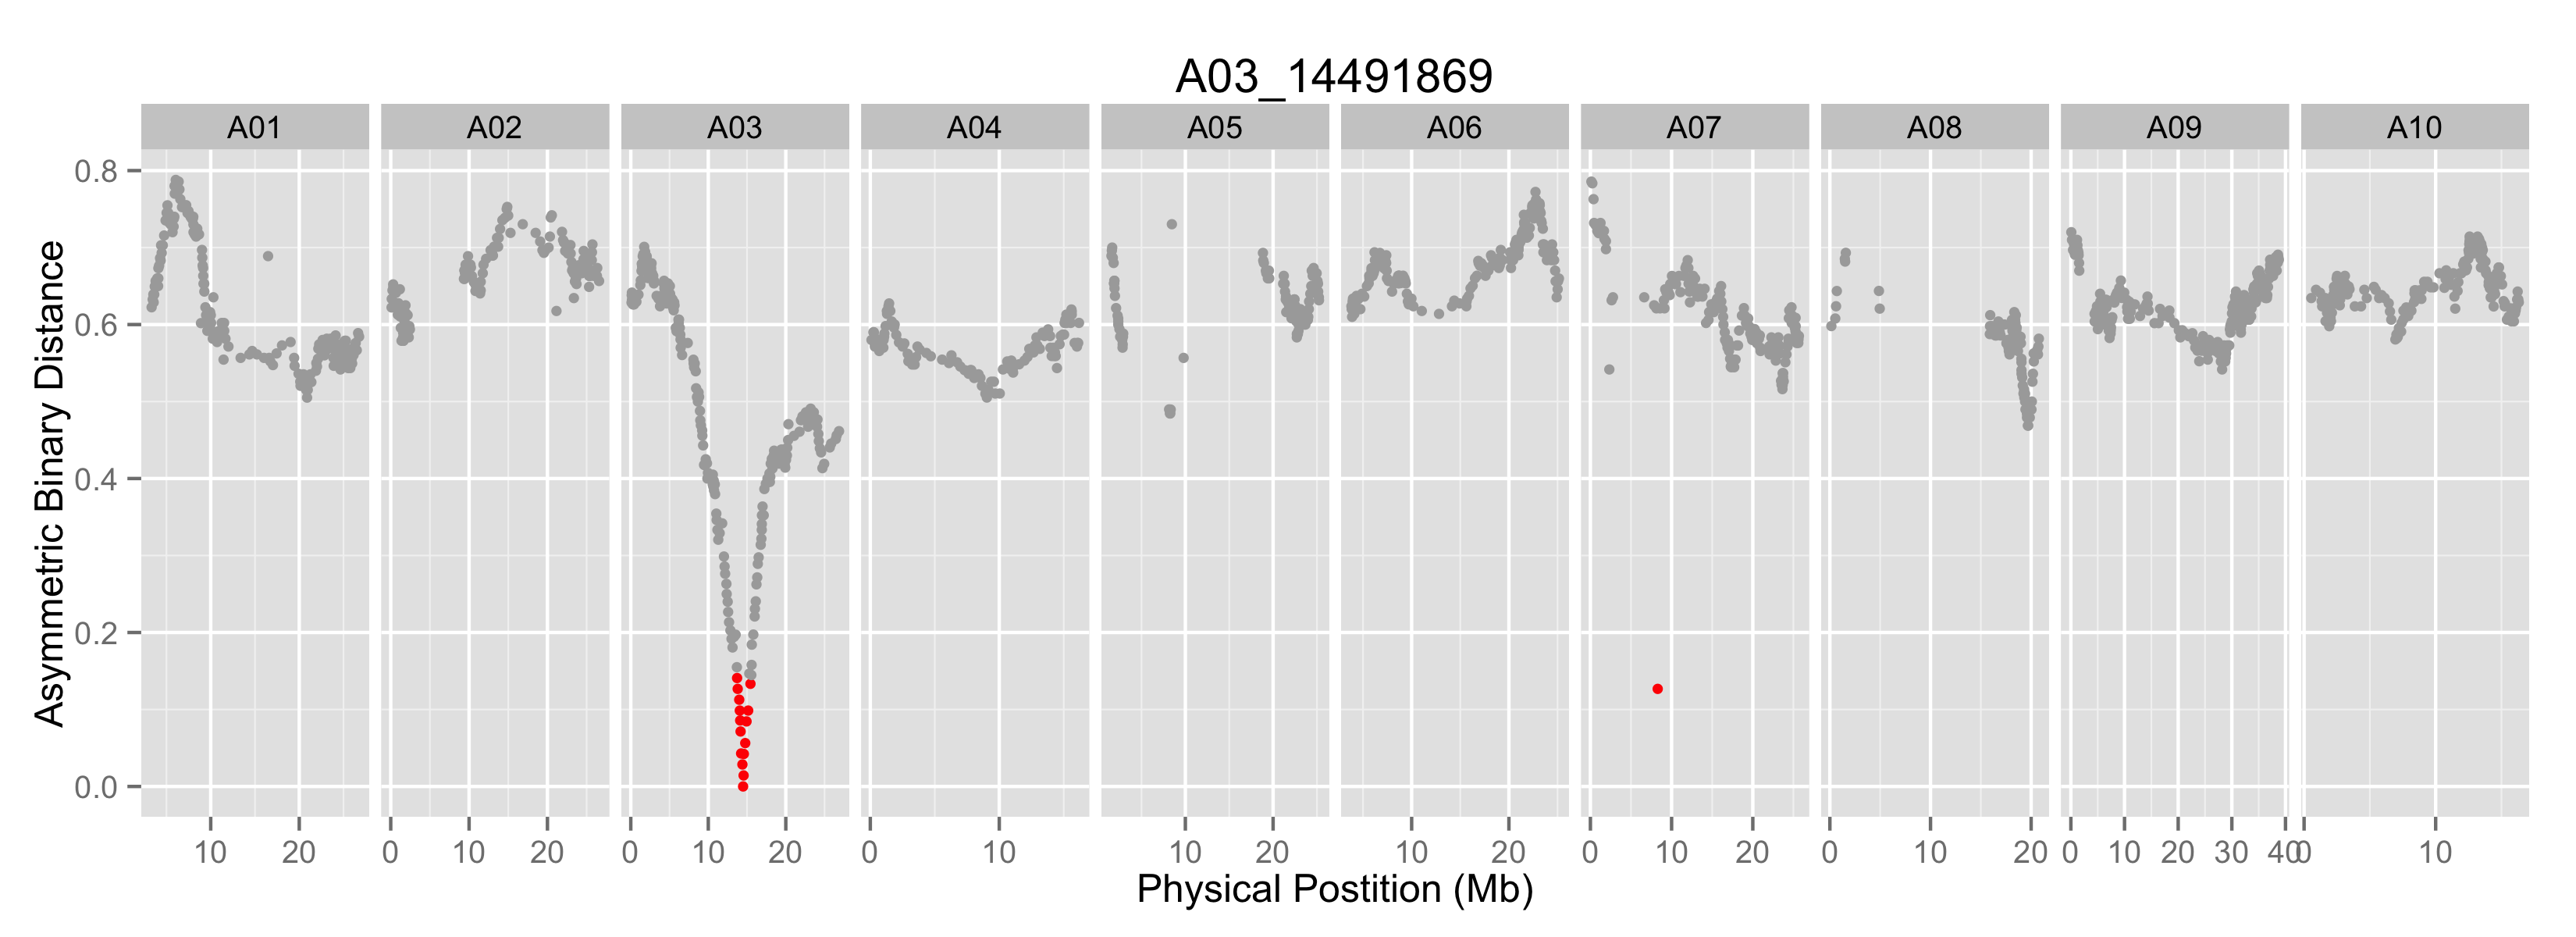 A03_14491869
A01 A02 A03 A04 A05 A06 A07 A08 A09 A10
Asymmetric Binary Distance
0.8
0.6
0.4
0.2
0.0
10 20 0 10 20 0 10 20 0 10 10 20 10 20 0 10 20 0 10 20 0 10 20 30 40 0 10
Physical Postition (Mb)